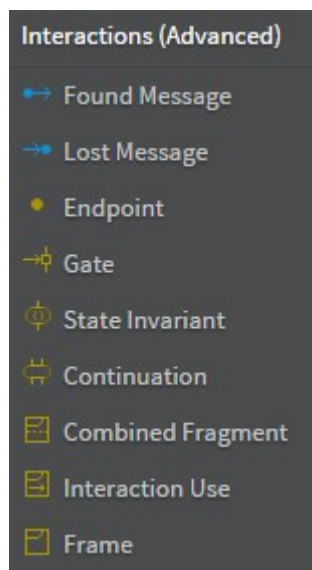 Interactions (Advanced)
Found Message
Lost Message
Endpoint
Gate
State Invariant
Continuation
Combined Fragment
Interaction Use
Frame